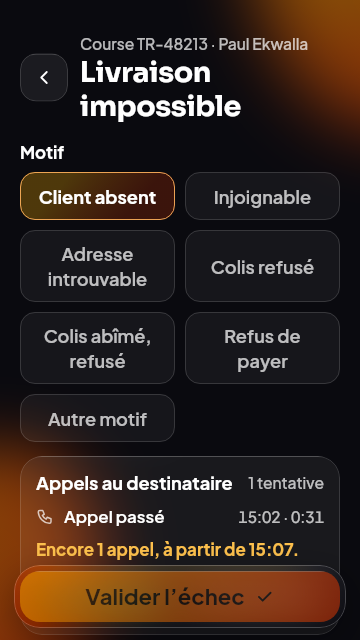 Course TR-48213 · Paul Ekwalla
Livraison
impossible
Motif
Client absent
Injoignable
Adresse
introuvable
Colis refusé
Colis abîmé,
refusé
Refus de
payer
Autre motif
Appels au destinataire
1 tentative
Appel passé
15:02 · 0:31
Encore 1 appel, à partir de 15:07.
Valider l’échec